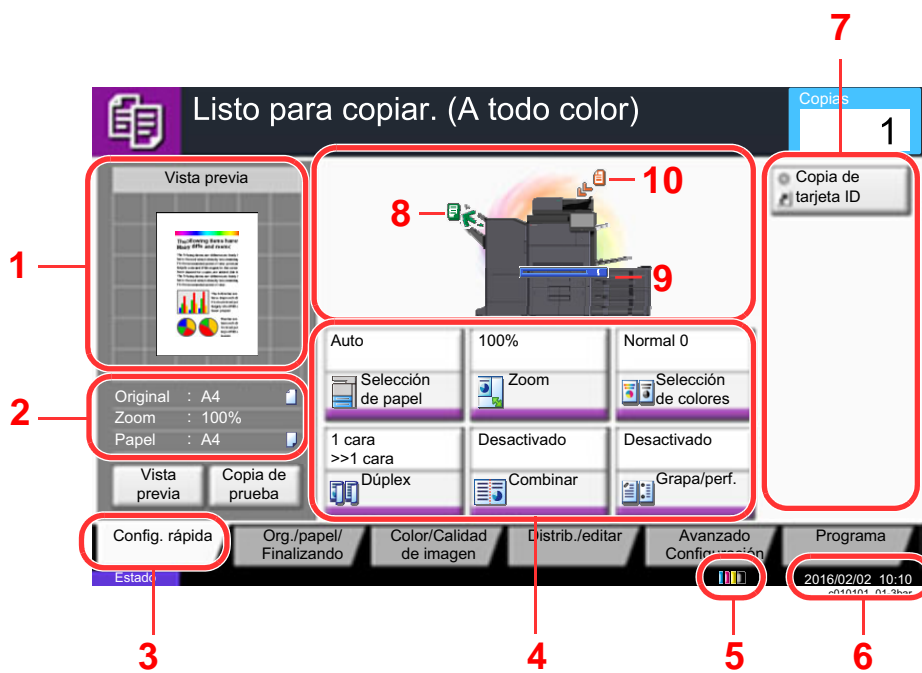 7
Listo para copiar. (A todo color)
Copias
1
Vista previa
1
8
10
9
Copia de
tarjeta ID
2
Original : A4
Zoom : 100%
Papel : A4
Vista
previa
Copia de
prueba
Auto
Selección
de papel
100%
Zoom
Normal 0
Selección
de colores
1 cara
>>1 cara
Dúplex
Desactivado
Combinar
Desactivado
Grapa/perf.
Config. rápida
Org./papel/
Finalizando
Color/Calidad
de imagen
Distrib./editar
Avanzado
Configuración
Programa
Estado
2016/02/02 10:10
3
4
5
6